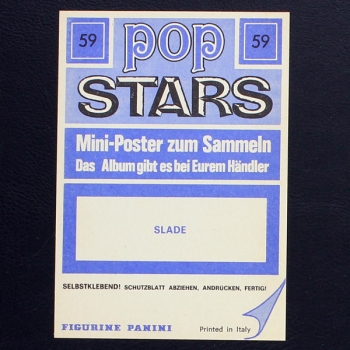 59 pop 59
STARS
Mini-Poster zum Sammeln
Das Album gibt es bei Eurem Händler
SLADE
SELBSTKLEBEND! SCHUTZBLATT ABZIEHEN, ANDRÜCKEN, FERTIG!
FIGURINE PANINI Printed in Italy